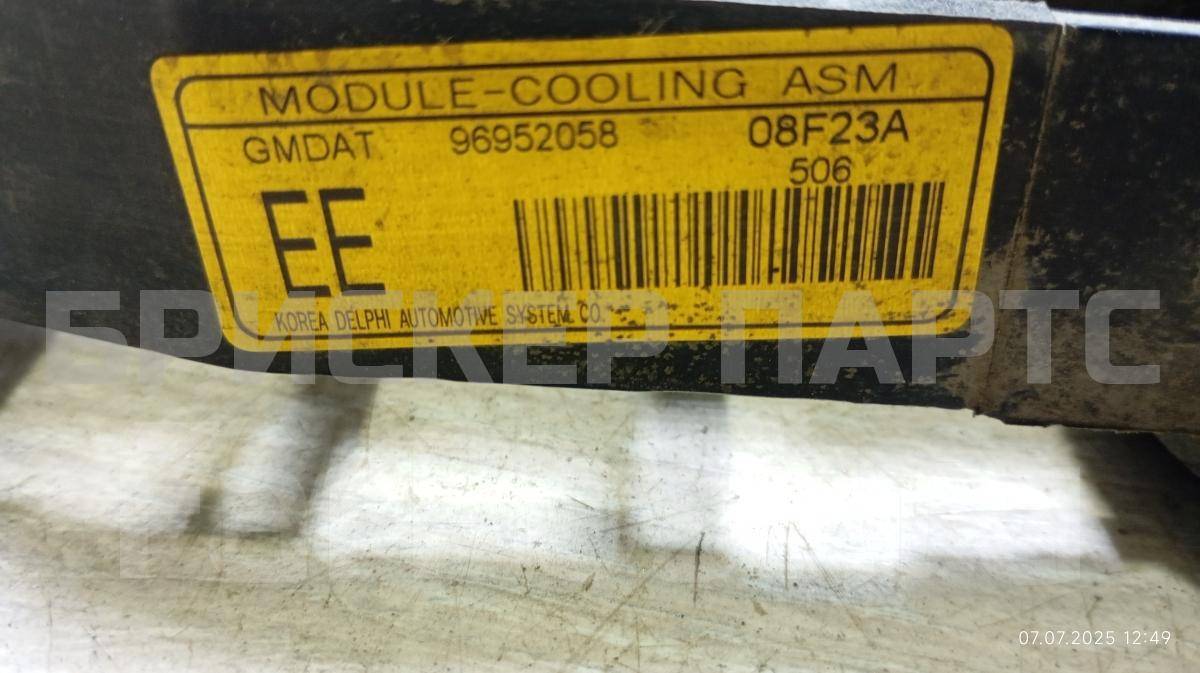 MODULE-COOLING ASM
GMDAT 96952058 08F23A
506
EE
KOREA DELPHI AUTOMOTIVE SYSTEM. CO.
БРИСКЕР ПАРТС
07.07.2025 12:49